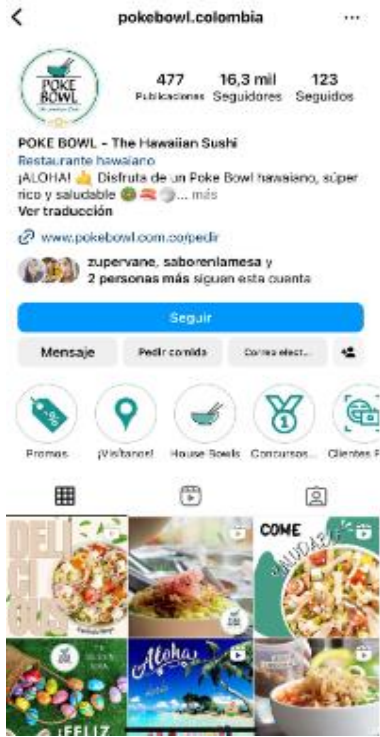 pokebowl.colombia
POKE
BOWL
477
16,3 mil
123
Publicaciones
Seguidores
Seguidos
POKE BOWL - The Hawaiian Sushi
Restaurante hawaiano
¡ALOHA! 🤙 Disfruta de un Poke Bowl hawaiano, súper
rico y saludable 🥗🍣🍚... más
Ver traducción
www.pokebowl.com.co/pedir
zupervane, saborenlamesa y
2 personas más siguen esta cuenta
Seguir
Mensaje
Pedir comida
Correo elect...
Promos
¡Visítanos!
House Bowls
Concursos...
Clientes F
DELI
CI
OUS
COME
SALUDABLE
Aloha
¡FELIZ